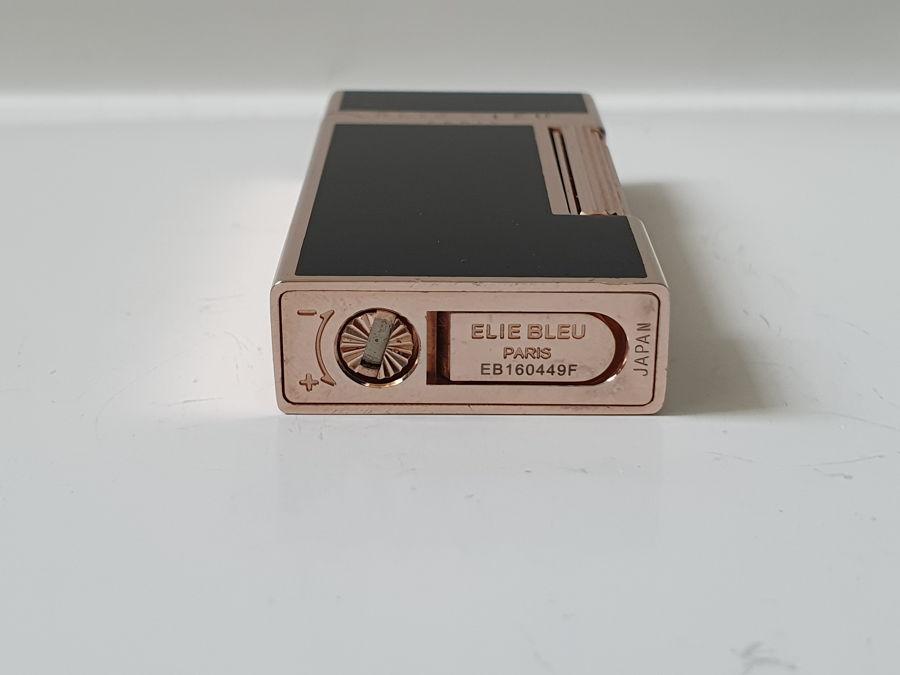 - +
ELIE BLEU
PARIS
EB160449F
JAPAN